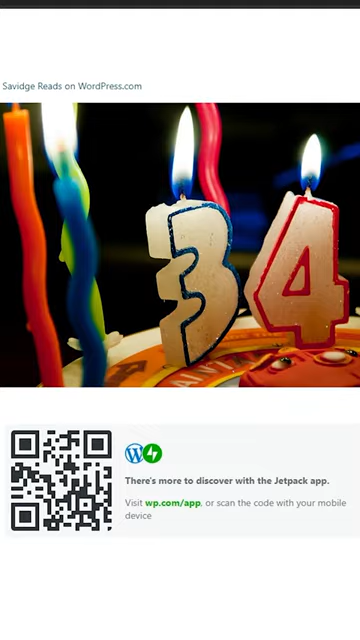 Savidge Reads on WordPress.com
34
There's more to discover with the Jetpack app.
Visit wp.com/app, or scan the code with your mobile
device